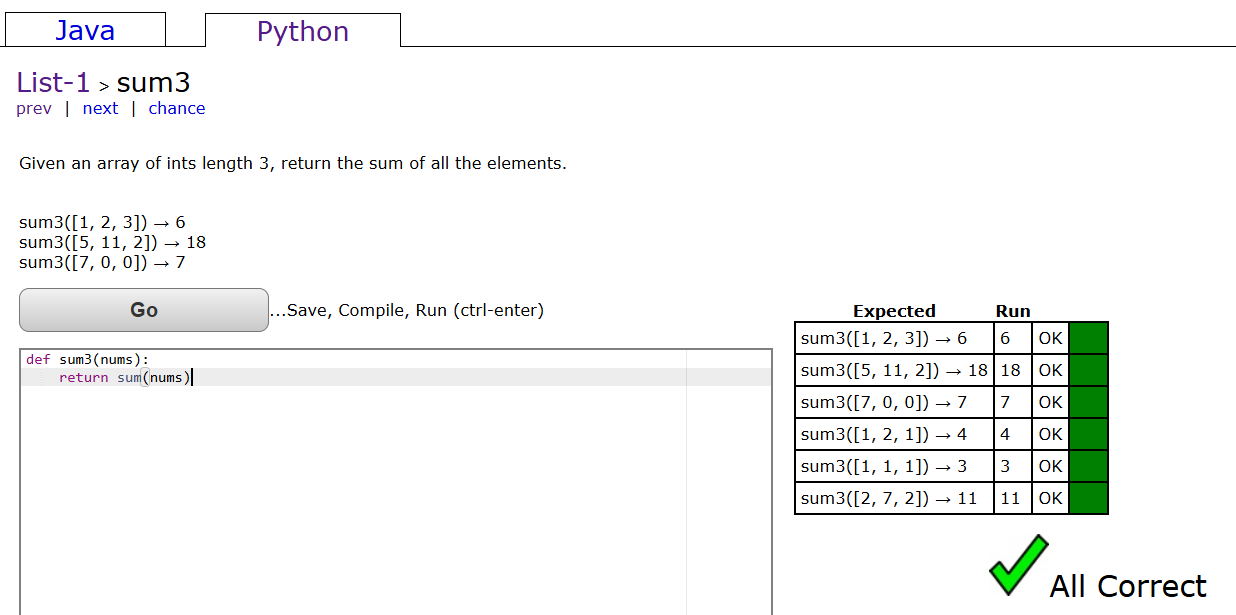 Java
Python
List-1 > sum3
prev | next | chance
Given an array of ints length 3, return the sum of all the elements.
sum3([1, 2, 3]) → 6
sum3([5, 11, 2]) → 18
sum3([7, 0, 0]) → 7
Go
...Save, Compile, Run (ctrl-enter)
def sum3(nums):
    return sum(nums)
Expected Run
sum3([1, 2, 3]) → 6 6 OK
sum3([5, 11, 2]) → 18 18 OK
sum3([7, 0, 0]) → 7 7 OK
sum3([1, 2, 1]) → 4 4 OK
sum3([1, 1, 1]) → 3 3 OK
sum3([2, 7, 2]) → 11 11 OK
All Correct